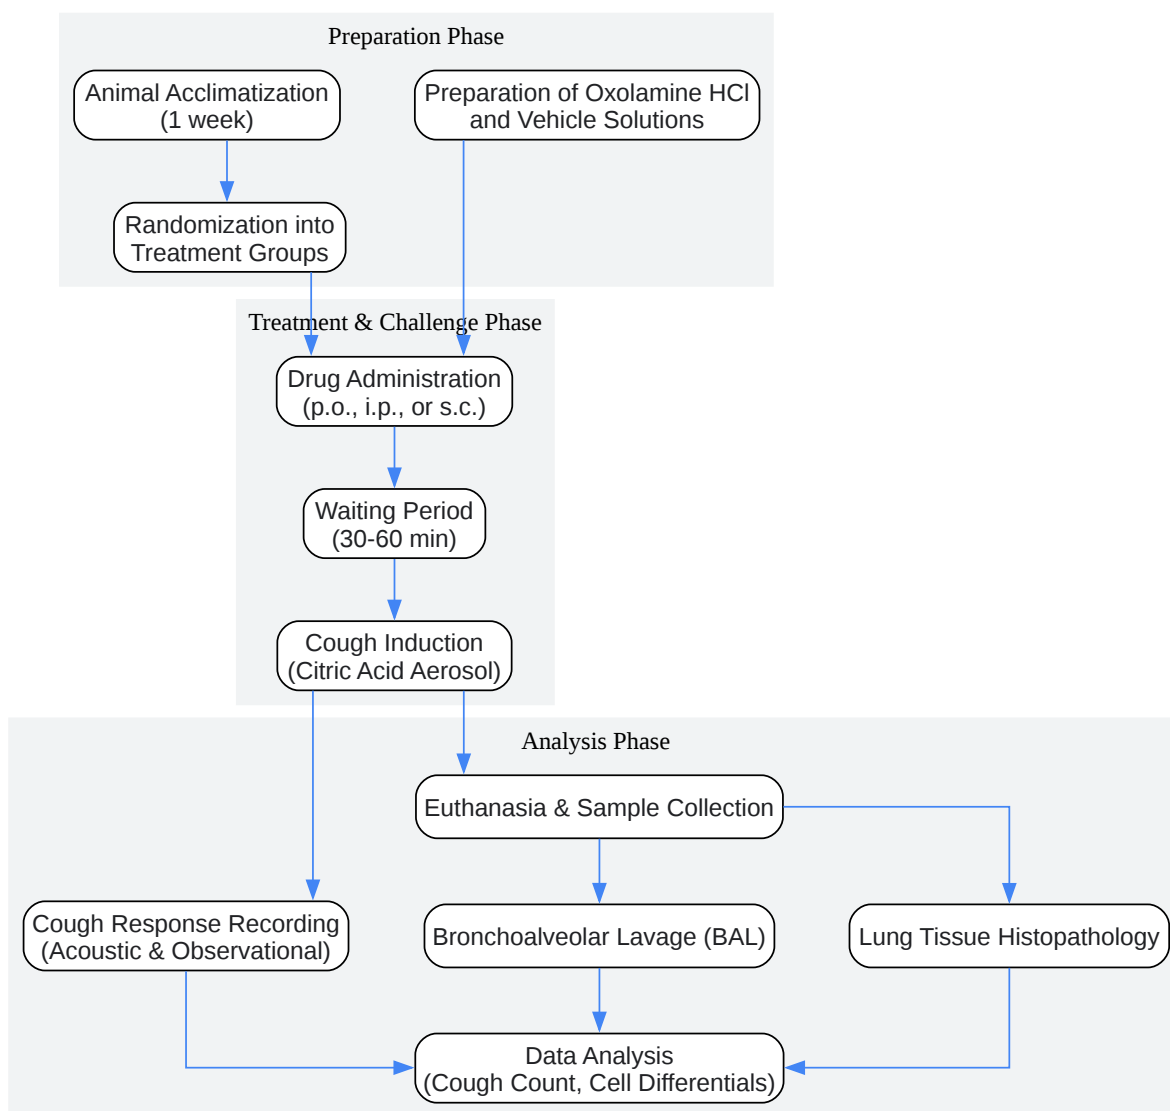 Preparation Phase
Animal Acclimatization
(1 week)
Preparation of Oxolamine HCl
and Vehicle Solutions
Randomization into
Treatment Groups
Treatment & Challenge Phase
Drug Administration
(p.o., i.p., or s.c.)
Waiting Period
(30-60 min)
Cough Induction
(Citric Acid Aerosol)
Analysis Phase
Euthanasia & Sample Collection
Cough Response Recording
(Acoustic & Observational)
Bronchoalveolar Lavage (BAL)
Lung Tissue Histopathology
Data Analysis
(Cough Count, Cell Differentials)